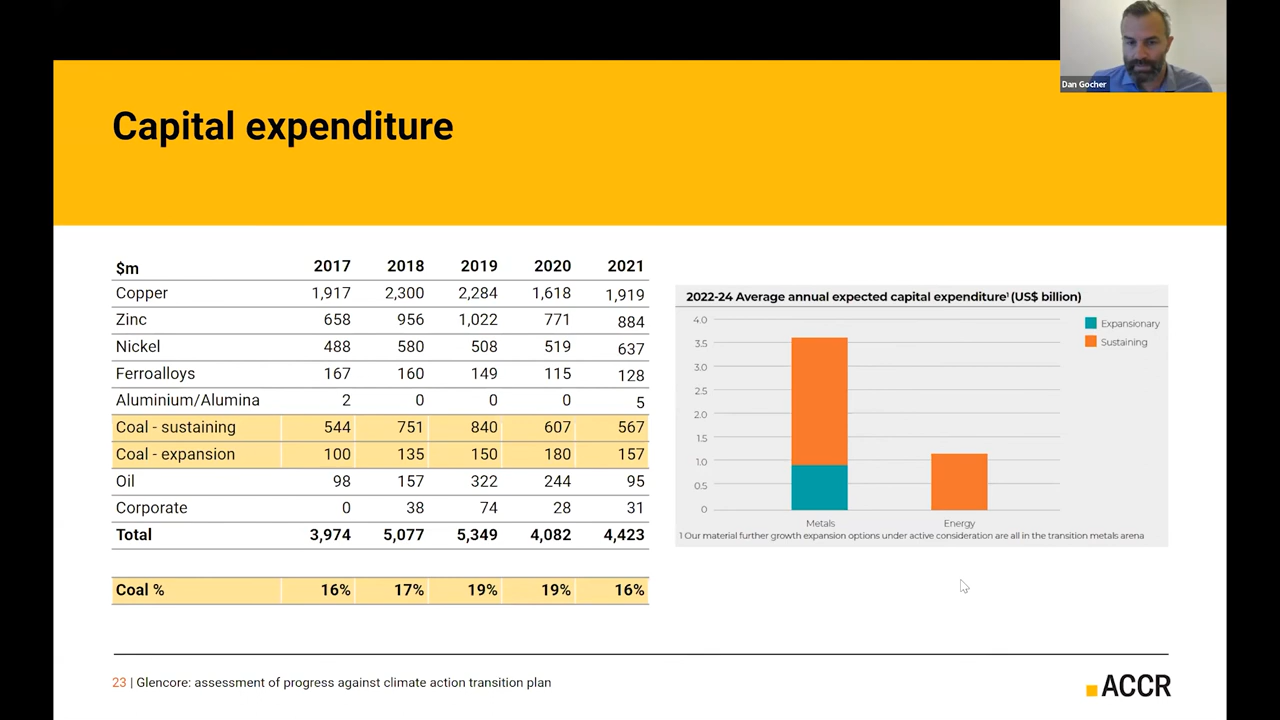 Dan Gocher
Capital expenditure
$m 2017 2018 2019 2020 2021
Copper 1,917 2,300 2,284 1,618 1,919
Zinc 658 956 1,022 771 884
Nickel 488 580 508 519 637
Ferroalloys 167 160 149 115 128
Aluminium/Alumina 2 0 0 0 5
Coal - sustaining 544 751 840 607 567
Coal - expansion 100 135 150 180 157
Oil 98 157 322 244 95
Corporate 0 38 74 28 31
Total 3,974 5,077 5,349 4,082 4,423
Coal % 16% 17% 19% 19% 16%
2022-24 Average annual expected capital expenditure¹ (US$ billion)
4.0
3.5
3.0
2.5
2.0
1.5
1.0
0.5
0
Expansionary
Sustaining
Metals Energy
1 Our material further growth expansion options under active consideration are all in the transition metals arena
23 | Glencore: assessment of progress against climate action transition plan
ACCR